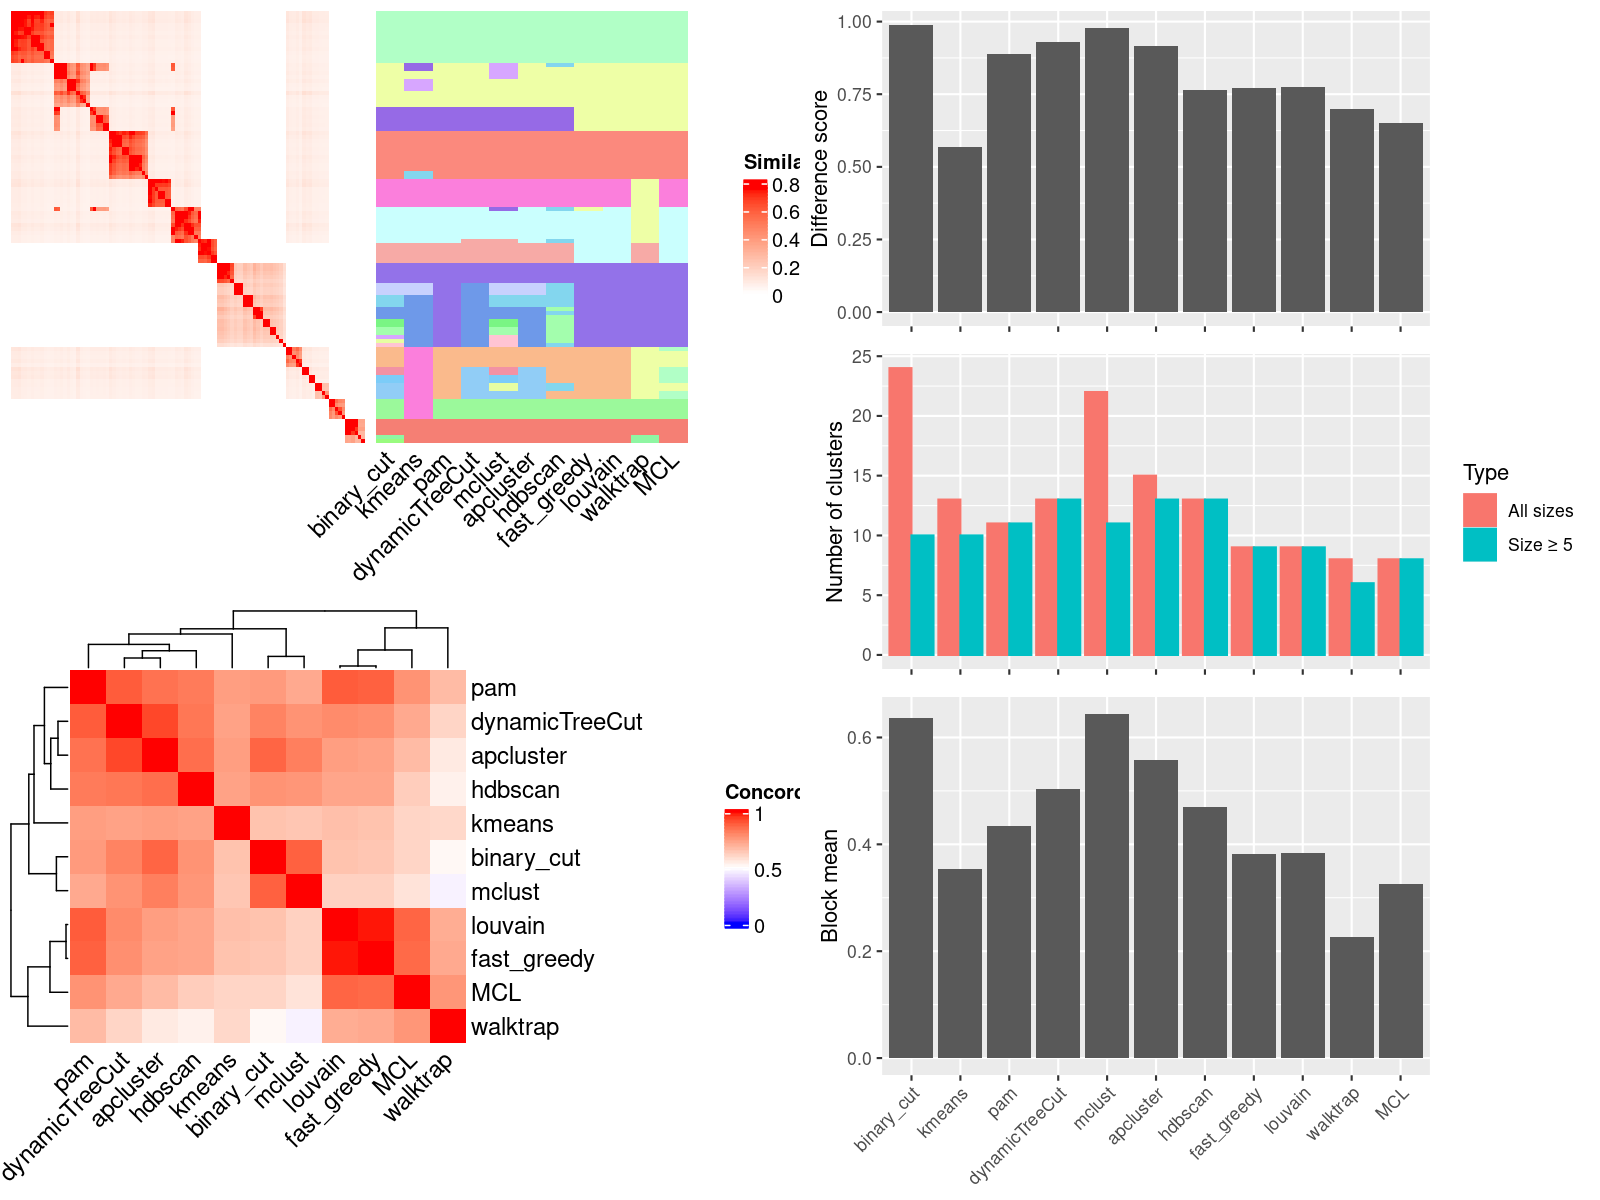 Simila
0.8
0.6
0.4
0.2
0
binary_cut
kmeans
pam
dynamicTreeCut
mclust
apcluster
hdbscan
fast_greedy
louvain
walktrap
MCL
pam
dynamicTreeCut
apcluster
hdbscan
kmeans
binary_cut
mclust
louvain
fast_greedy
MCL
walktrap
Concord
1
0.5
0
pam
dynamicTreeCut
apcluster
hdbscan
kmeans
binary_cut
mclust
louvain
fast_greedy
MCL
walktrap
Difference score
1.00
0.75
0.50
0.25
0.00
Number of clusters
25
20
15
10
5
0
Type
All sizes
Size ≥ 5
Block mean
0.6
0.4
0.2
0.0
binary_cut
kmeans
pam
dynamicTreeCut
mclust
apcluster
hdbscan
fast_greedy
louvain
walktrap
MCL